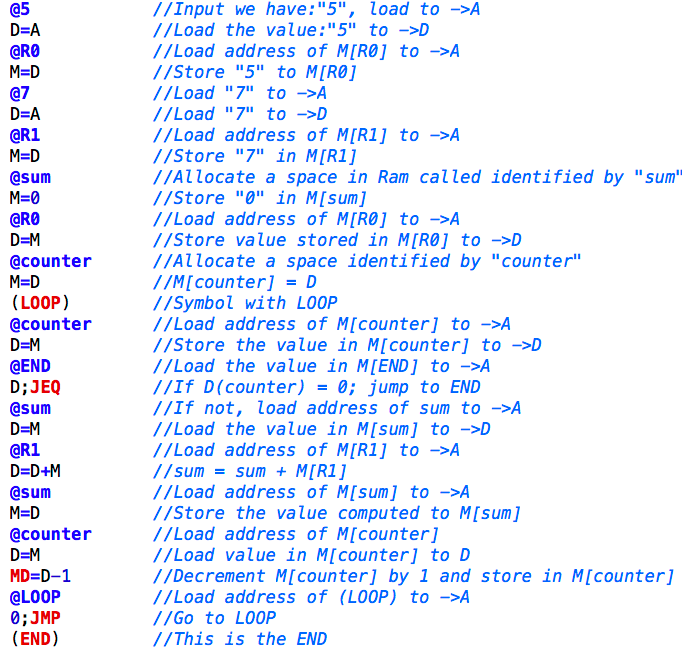 @5 //Input we have:"5", load to —>A
D=A //Load the value:"5" to —>D
@R0 //Load address of M[R0] to —>A
M=D //Store "5" to M[R0]
@7 //Load "7" to —>A
D=A //Load "7" to —>D
@R1 //Load address of M[R1] to —>A
M=D //Store "7" in M[R1]
@sum //Allocate a space in Ram called identified by "sum"
M=0 //Store "0" in M[sum]
@R0 //Load address of M[R0] to —>A
D=M //Store value stored in M[R0] to —>D
@counter //Allocate a space identified by "counter"
M=D //M[counter] = D
(LOOP) //Symbol with LOOP
@counter //Load address of M[counter] to —>A
D=M //Store the value in M[counter] to —>D
@END //Load the value in M[END] to —>A
D;JEQ //If D(counter) = 0; jump to END
@sum //If not, load address of sum to —>A
D=M //Load the value in M[sum] to —>D
@R1 //Load address of M[R1] to —>A
D=D+M //sum = sum + M[R1]
@sum //Load address of M[sum] to —>A
M=D //Store the value computed to M[sum]
@counter //Load address of M[counter]
D=M //Load value in M[counter] to D
MD=D-1 //Decrement M[counter] by 1 and store in M[counter]
@LOOP //Load address of (LOOP) to —>A
0;JMP //Go to LOOP
(END) //This is the END